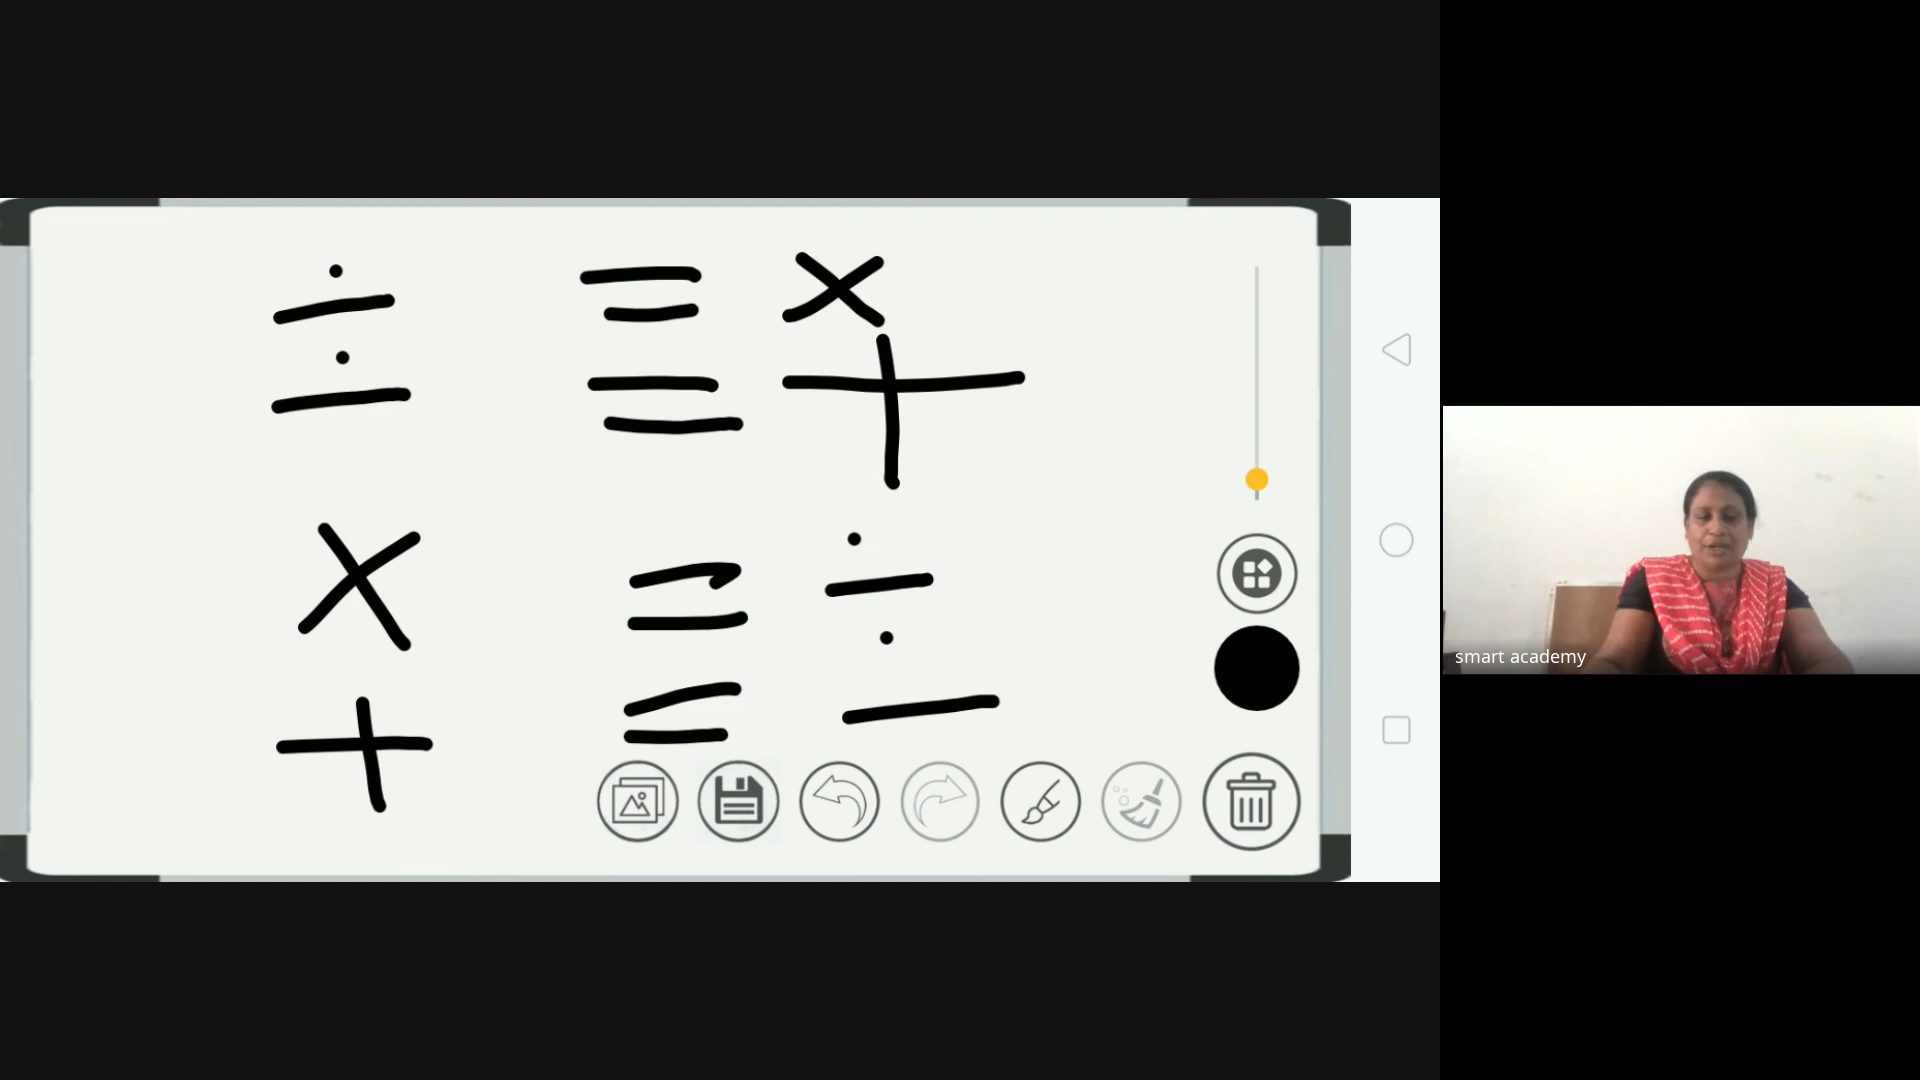 ÷ = ×
- = +
× = ÷
+ = -
smart academy